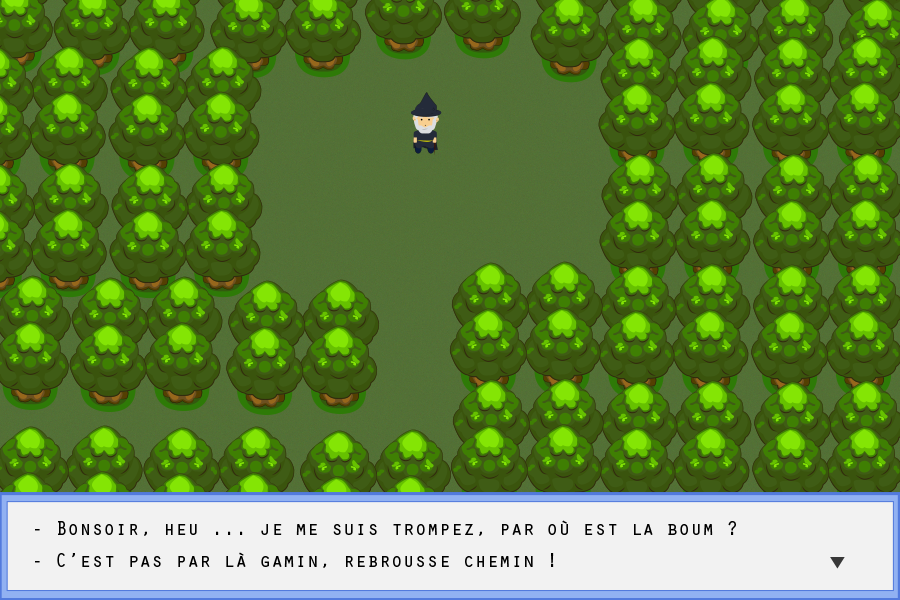 - Bonsoir, heu ... je me suis trompez, par où est la boum ?
- C'est pas par là gamin, rebrousse chemin !